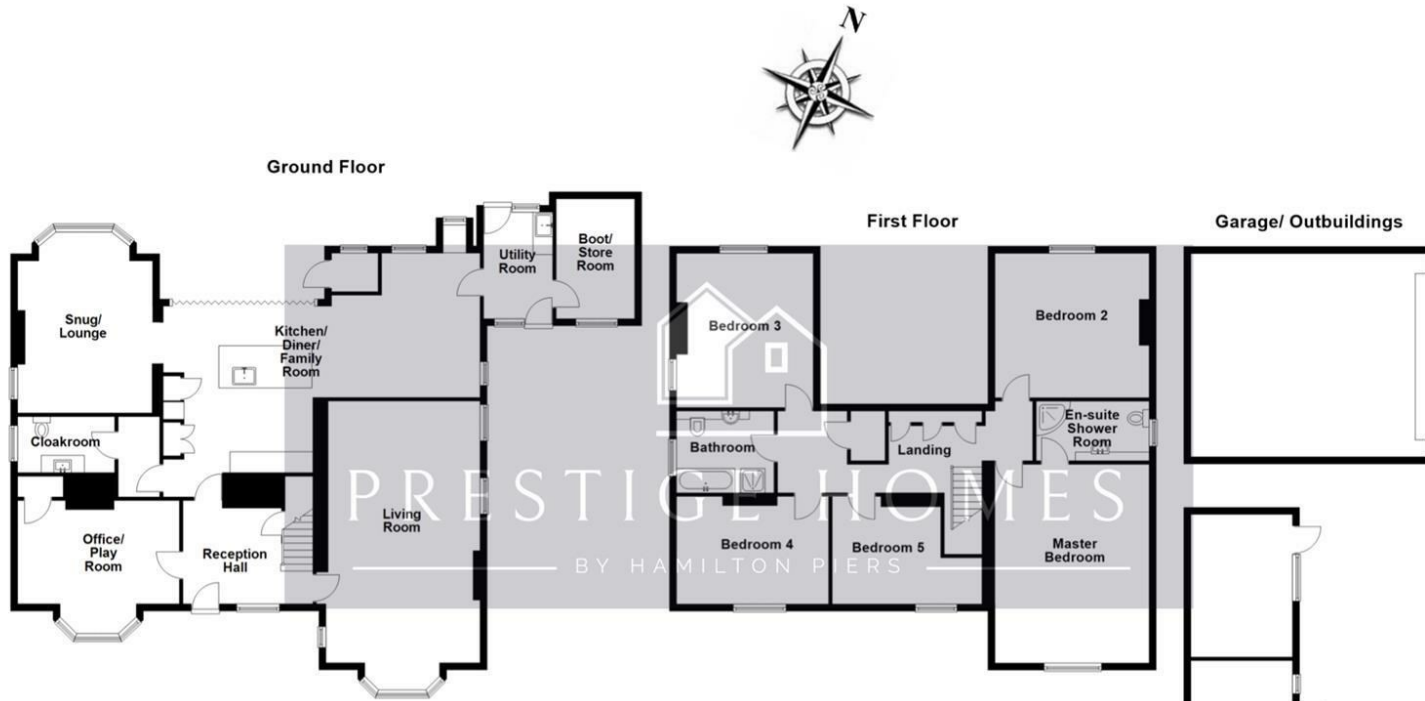 N
Ground Floor
First Floor
Garage/ Outbuildings
Snug/
Lounge
Kitchen/
Diner/
Family
Room
Utility
Room
Boot/
Store
Room
Cloakroom
Office/
Play
Room
Reception
Hall
Living
Room
Bedroom 3
Bedroom 2
Bathroom
Landing
En-suite
Shower
Room
Bedroom 4
Bedroom 5
Master
Bedroom
PRESTIGE HOMES
BY HAMILTON PIERS